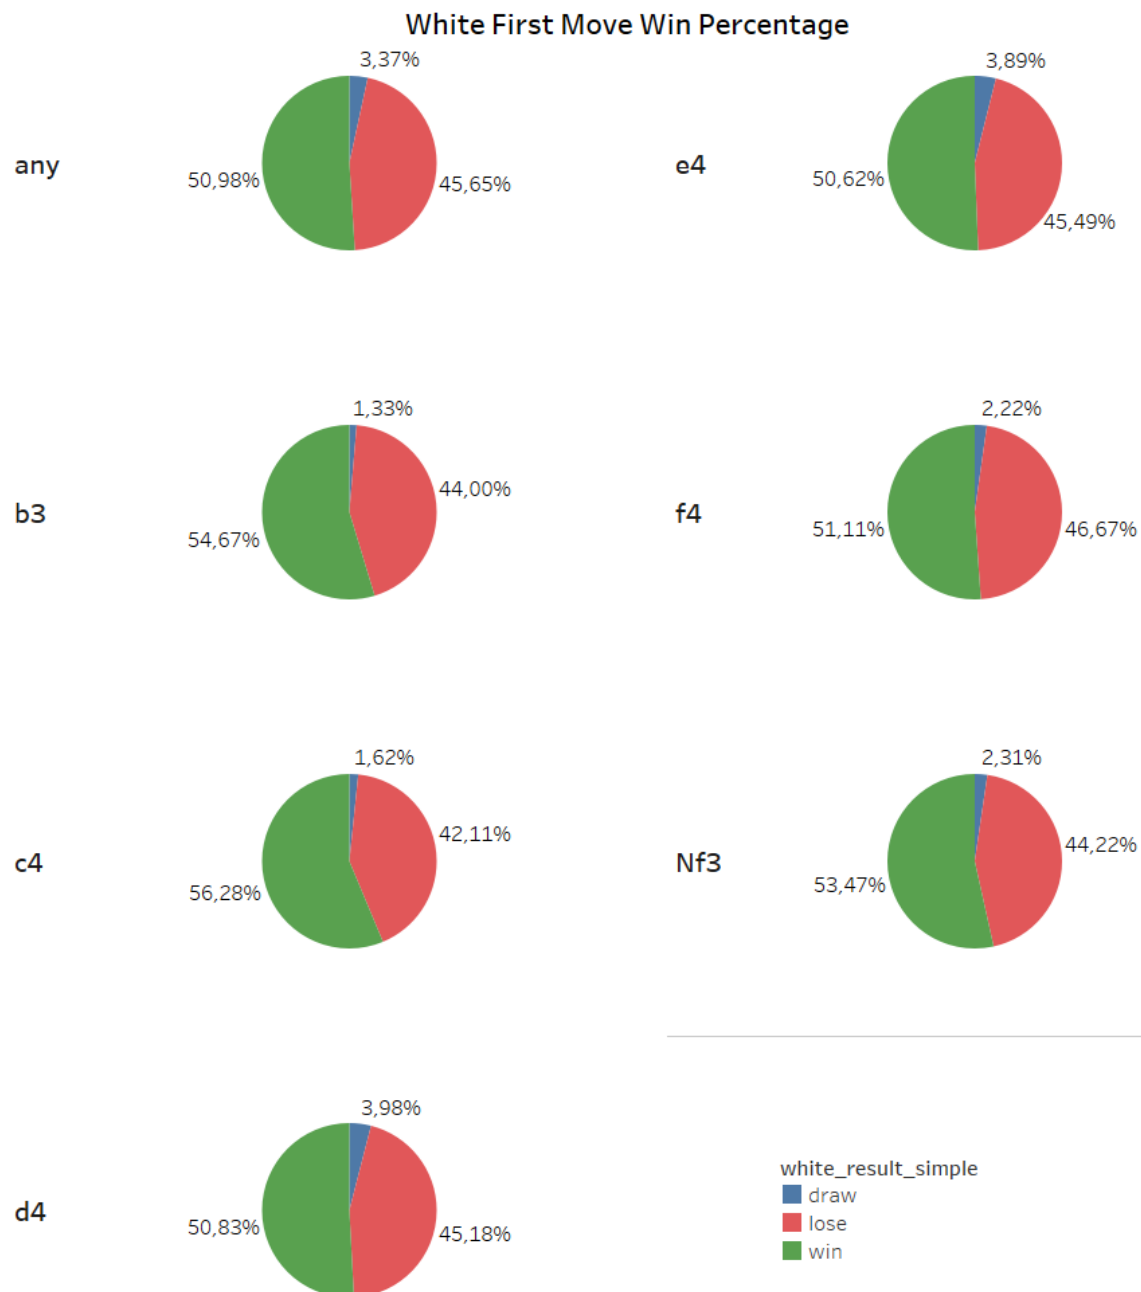 White First Move Win Percentage
any
3,37%
50,98%
45,65%
e4
3,89%
50,62%
45,49%
b3
1,33%
44,00%
54,67%
f4
2,22%
51,11%
46,67%
c4
1,62%
42,11%
56,28%
Nf3
2,31%
44,22%
53,47%
d4
3,98%
50,83%
45,18%
white_result_simple
draw
lose
win